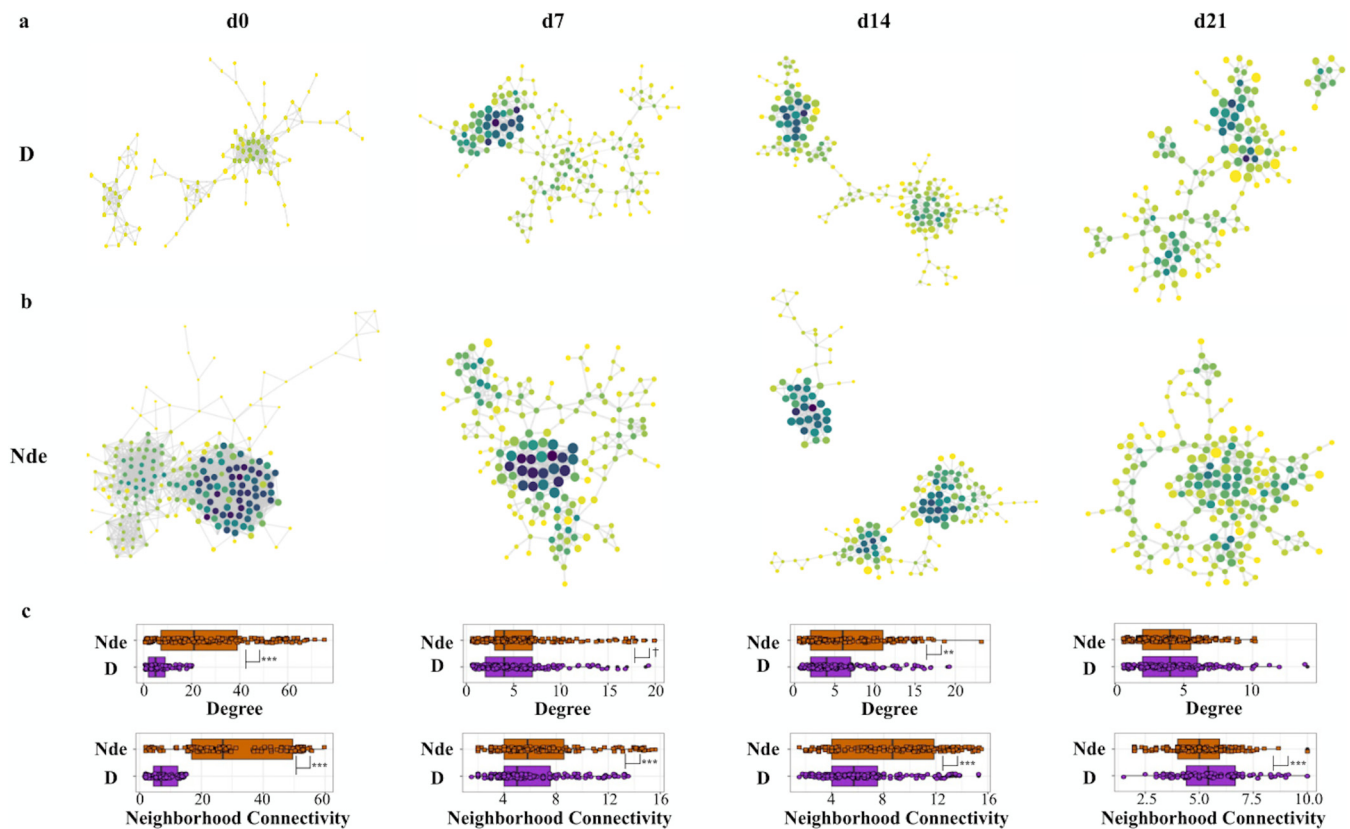 a d0 d7 d14 d21
D
b
Nde
c
Nde Nde Nde Nde
*** † **
D D D D
0 20 40 60 0 5 10 15 20 0 5 10 15 20 0 5 10
Degree Degree Degree Degree
Nde Nde Nde Nde
*** *** *** ***
D D D D
0 20 40 60 4 8 12 16 4 8 12 16 2.5 5.0 7.5 10.0
Neighborhood Connectivity Neighborhood Connectivity Neighborhood Connectivity Neighborhood Connectivity